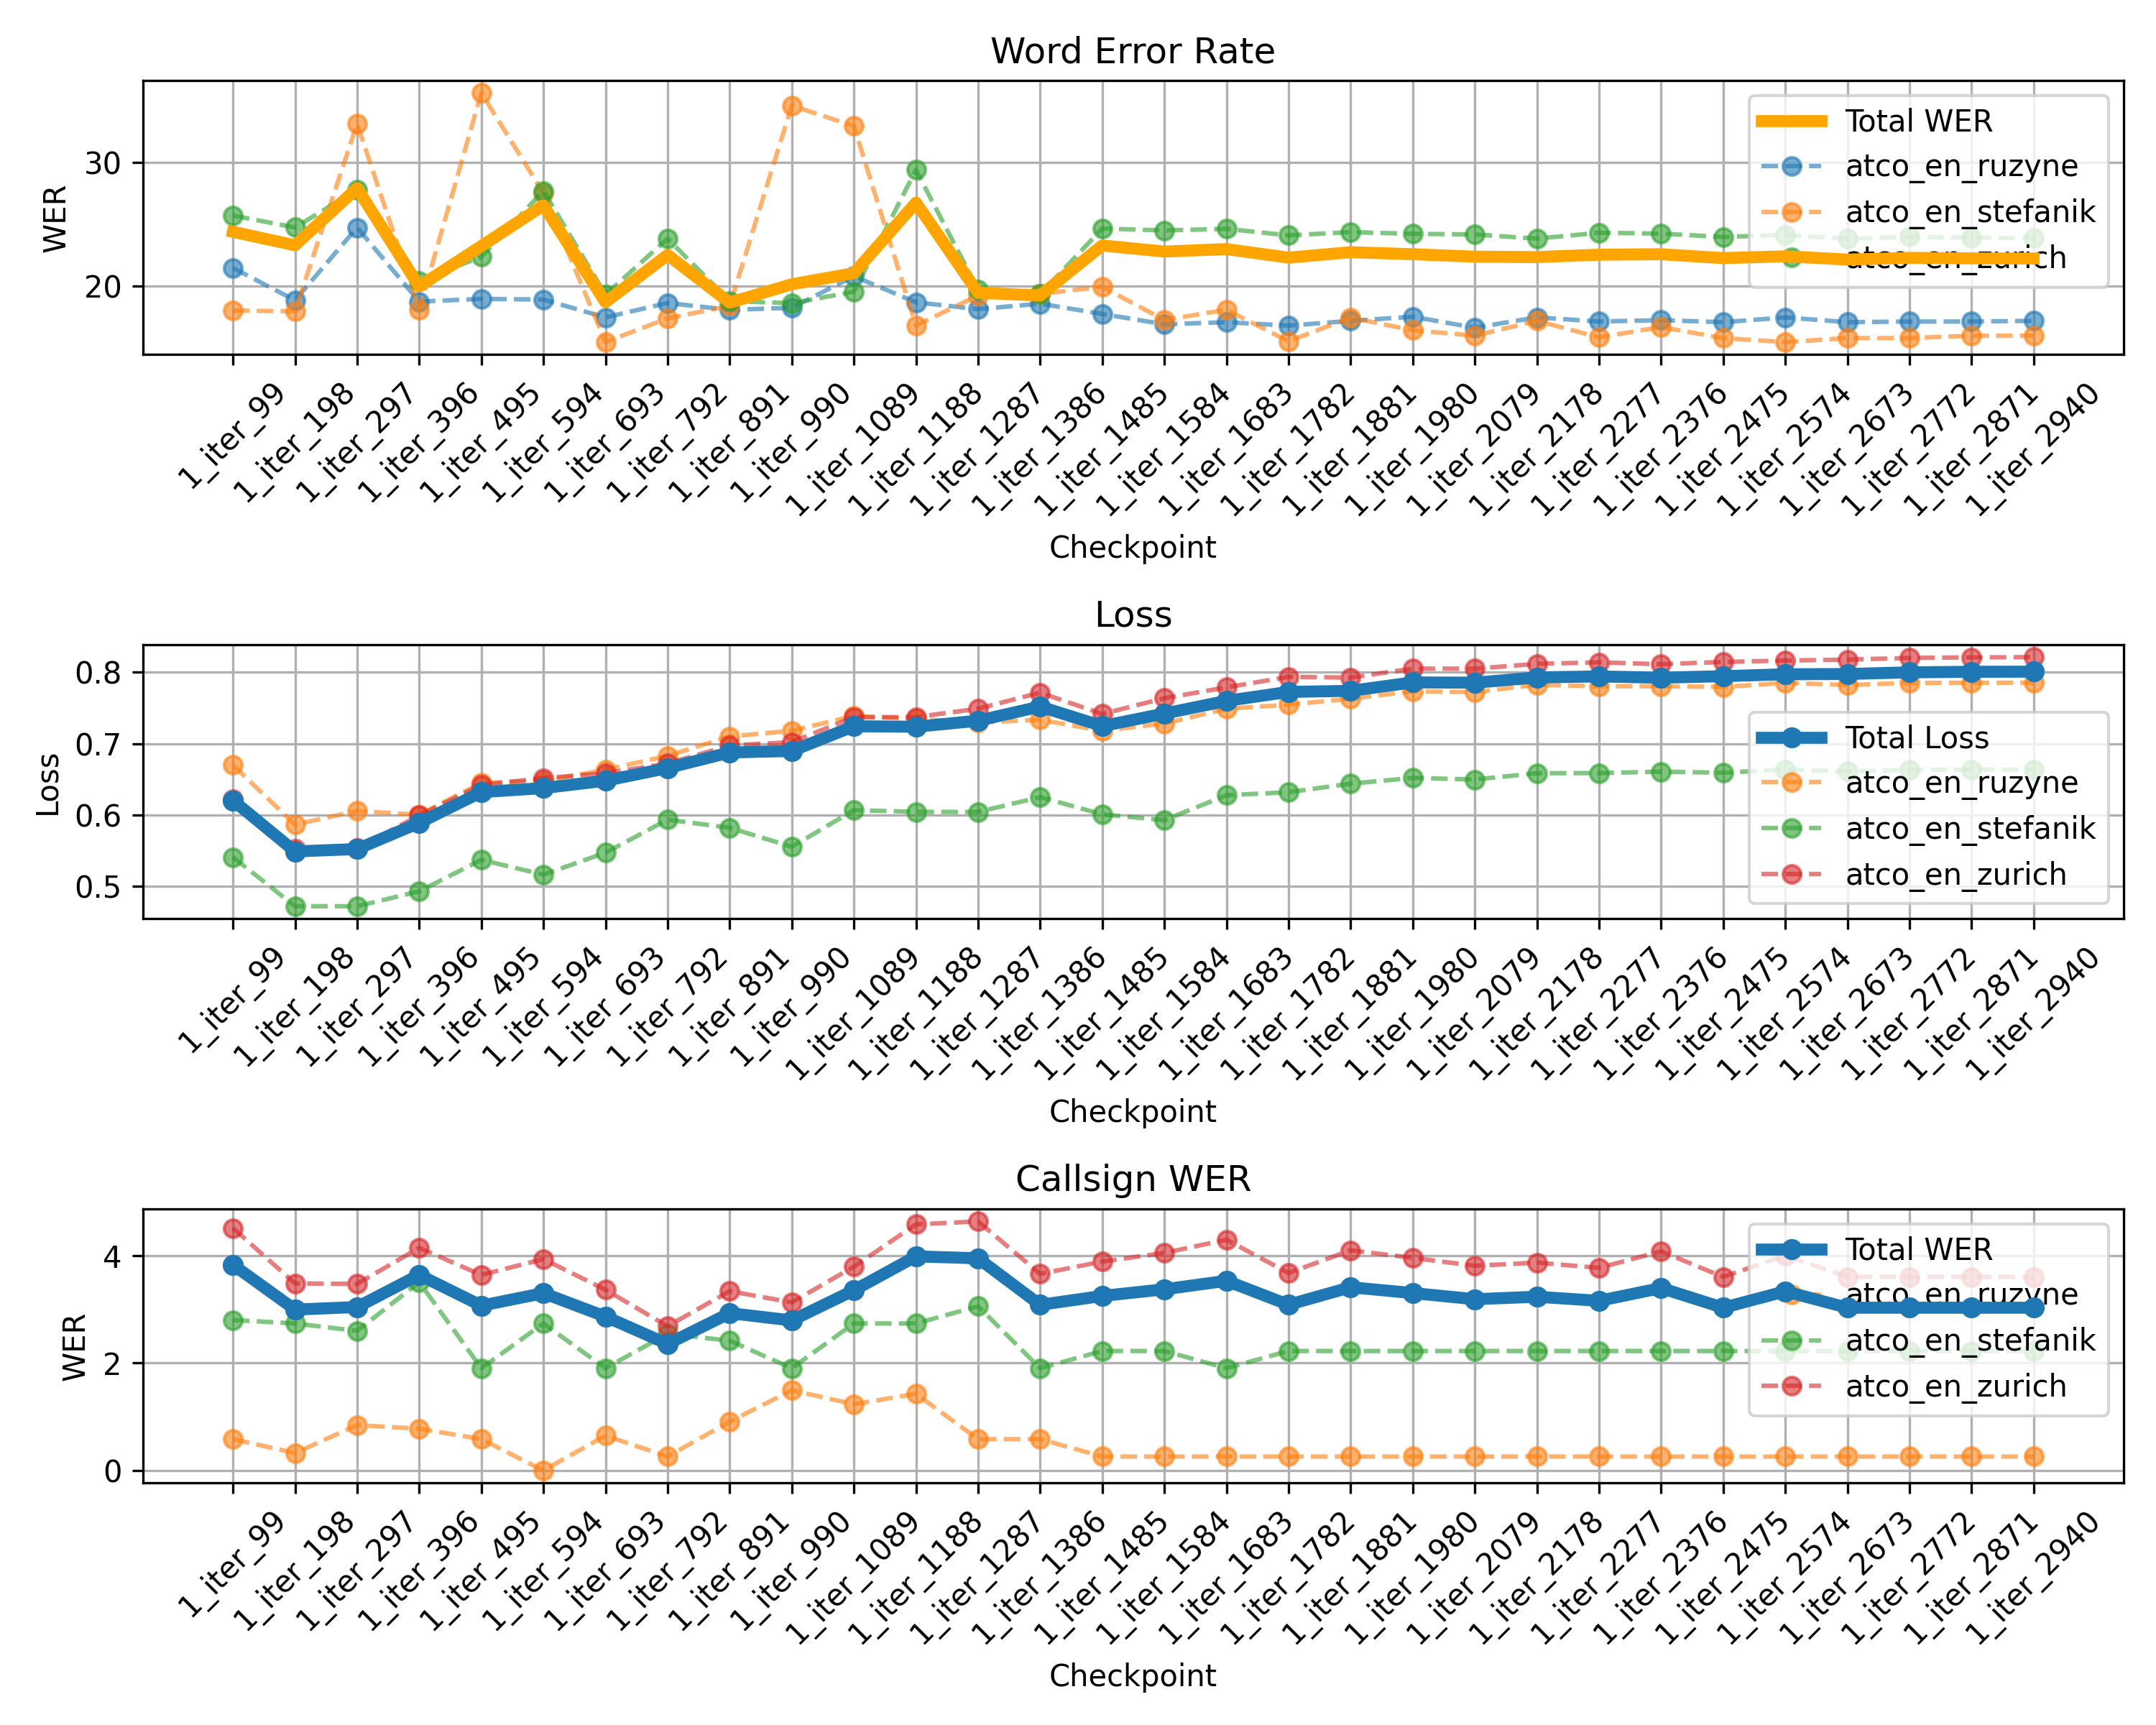 Word Error Rate
WER
30
20
Total WER
atco_en_ruzyne
atco_en_stefanik
atco_en_zurich
1_iter_99
1_iter_198
1_iter_297
1_iter_396
1_iter_495
1_iter_594
1_iter_693
1_iter_792
1_iter_891
1_iter_990
1_iter_1089
1_iter_1188
1_iter_1287
1_iter_1386
1_iter_1485
1_iter_1584
1_iter_1683
1_iter_1782
1_iter_1881
1_iter_1980
1_iter_2079
1_iter_2178
1_iter_2277
1_iter_2376
1_iter_2475
1_iter_2574
1_iter_2673
1_iter_2772
1_iter_2871
1_iter_2940
Checkpoint
Loss
Loss
0.8
0.7
0.6
0.5
Total Loss
atco_en_ruzyne
atco_en_stefanik
atco_en_zurich
1_iter_99
1_iter_198
1_iter_297
1_iter_396
1_iter_495
1_iter_594
1_iter_693
1_iter_792
1_iter_891
1_iter_990
1_iter_1089
1_iter_1188
1_iter_1287
1_iter_1386
1_iter_1485
1_iter_1584
1_iter_1683
1_iter_1782
1_iter_1881
1_iter_1980
1_iter_2079
1_iter_2178
1_iter_2277
1_iter_2376
1_iter_2475
1_iter_2574
1_iter_2673
1_iter_2772
1_iter_2871
1_iter_2940
Checkpoint
Callsign WER
WER
4
2
0
Total WER
atco_en_ruzyne
atco_en_stefanik
atco_en_zurich
1_iter_99
1_iter_198
1_iter_297
1_iter_396
1_iter_495
1_iter_594
1_iter_693
1_iter_792
1_iter_891
1_iter_990
1_iter_1089
1_iter_1188
1_iter_1287
1_iter_1386
1_iter_1485
1_iter_1584
1_iter_1683
1_iter_1782
1_iter_1881
1_iter_1980
1_iter_2079
1_iter_2178
1_iter_2277
1_iter_2376
1_iter_2475
1_iter_2574
1_iter_2673
1_iter_2772
1_iter_2871
1_iter_2940
Checkpoint